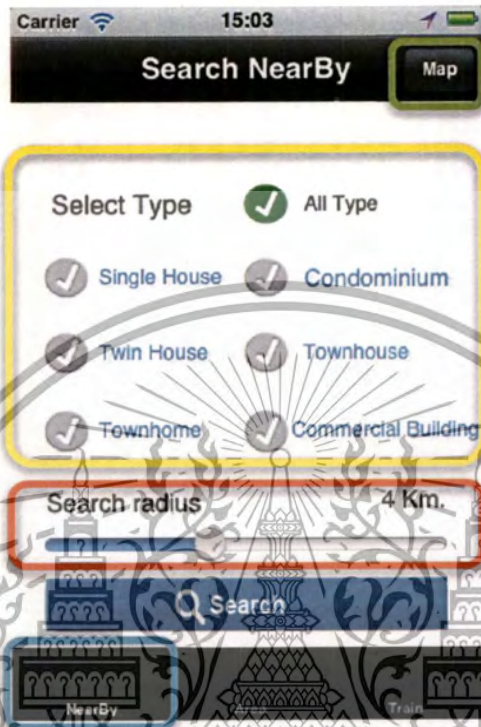 Carrier 15:03
Search NearBy Map
Select Type All Type
Single House Condominium
Twin House Townhouse
Townhome Commercial Building
Search radius 4 Km.
Search
NearBy Area Train